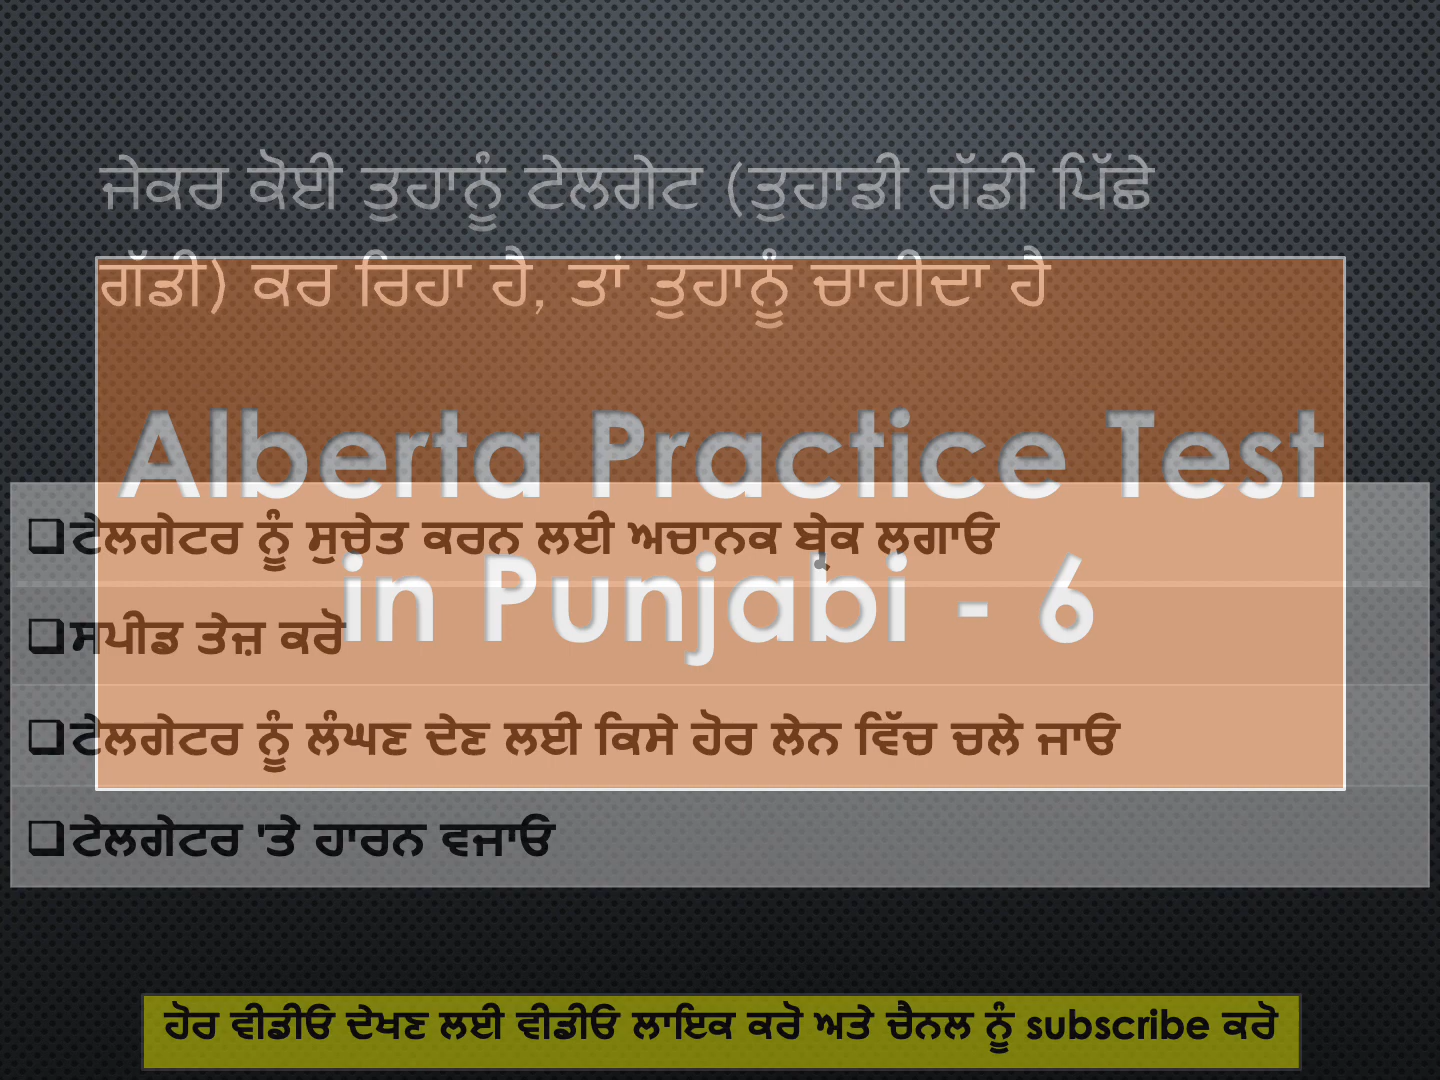 ਜੇਕਰ ਕੋਈ ਤੁਹਾਨੂੰ ਟੇਲਗੇਟ (ਤੁਹਾਡੀ ਗੱਡੀ ਪਿੱਛੇ
ਗੱਡੀ) ਕਰ ਰਿਹਾ ਹੈ, ਤਾਂ ਤੁਹਾਨੂੰ ਚਾਹੀਦਾ ਹੈ
Alberta Practice Test
in Punjabi - 6
❑ਟੇਲਗੇਟਰ ਨੂੰ ਸੁਚੇਤ ਕਰਨ ਲਈ ਅਚਾਨਕ ਬ੍ਰੇਕ ਲਗਾਓ
❑ਸਪੀਡ ਤੇਜ਼ ਕਰੋ
❑ਟੇਲਗੇਟਰ ਨੂੰ ਲੰਘਣ ਦੇਣ ਲਈ ਕਿਸੇ ਹੋਰ ਲੇਨ ਵਿੱਚ ਚਲੇ ਜਾਓ
❑ਟੇਲਗੇਟਰ 'ਤੇ ਹਾਰਨ ਵਜਾਓ
ਹੋਰ ਵੀਡੀਓ ਦੇਖਣ ਲਈ ਵੀਡੀਓ ਲਾਇਕ ਕਰੋ ਅਤੇ ਚੈਨਲ ਨੂੰ subscribe ਕਰੋ